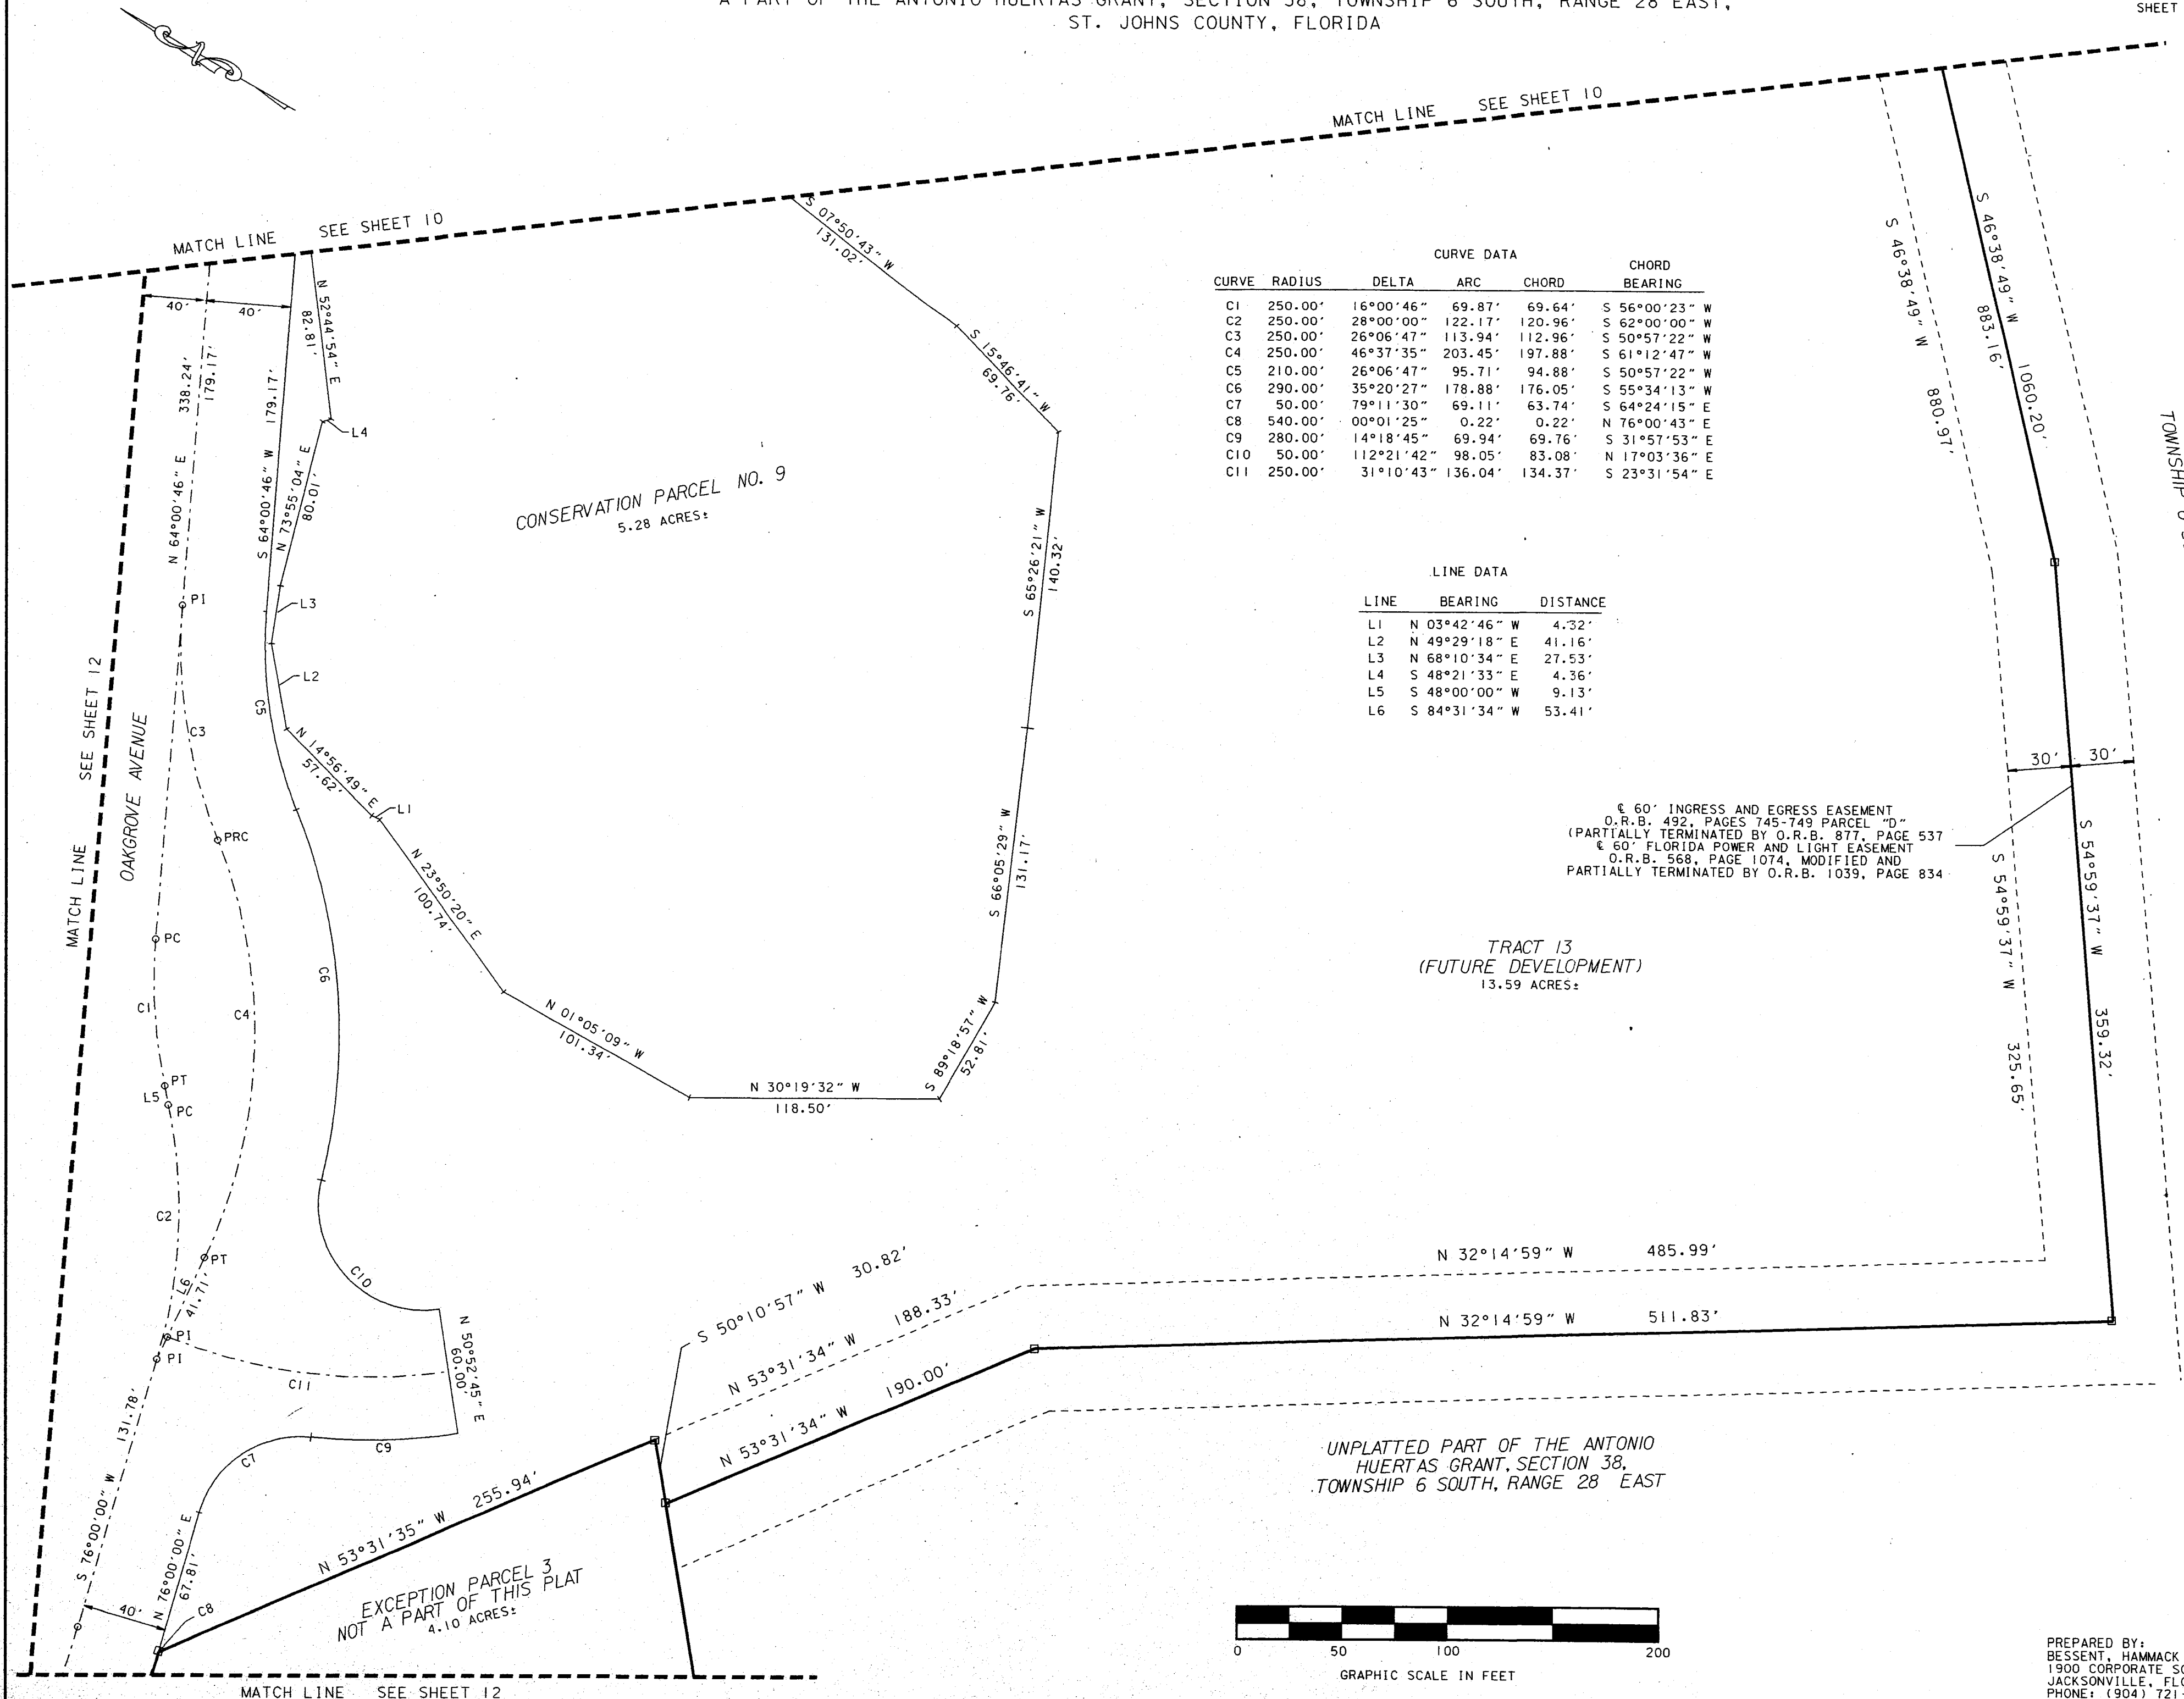 A PART OF THE ANTONIO HUERTAS GRANT, SECTION 38, TOWNSHIP 6 SOUTH, RANGE 28 EAST,
ST. JOHNS COUNTY, FLORIDA
SHEET
MATCH LINE SEE SHEET 10
MATCH LINE SEE SHEET 10
S 07°50'43" W
131.02'
S 15°46'41" W
69.76'
N 52°44'54" E
82.81'
40'
40'
338.24'
179.17'
N 64°00'46" E
S 64°00'46" W 179.17'
N 73°55'04" E
80.01'
L4
L3
L2
PI
CONSERVATION PARCEL NO. 9
5.28 ACRES±
S 65°26'21" W
140.32'
CURVE DATA
CURVE RADIUS DELTA ARC CHORD CHORD BEARING
C1 250.00' 16°00'46" 69.87' 69.64' S 56°00'23" W
C2 250.00' 28°00'00" 122.17' 120.96' S 62°00'00" W
C3 250.00' 26°06'47" 113.94' 112.96' S 50°57'22" W
C4 250.00' 46°37'35" 203.45' 197.88' S 61°12'47" W
C5 210.00' 26°06'47" 95.71' 94.88' S 50°57'22" W
C6 290.00' 35°20'27" 178.88' 176.05' S 55°34'13" W
C7 50.00' 79°11'30" 69.11' 63.74' S 64°24'15" E
C8 540.00' 00°01'25" 0.22' 0.22' N 76°00'43" E
C9 280.00' 14°18'45" 69.94' 69.76' S 31°57'53" E
C10 50.00' 112°21'42" 98.05' 83.08' N 17°03'36" E
C11 250.00' 31°10'43" 136.04' 134.37' S 23°31'54" E
LINE DATA
LINE BEARING DISTANCE
L1 N 03°42'46" W 4.32'
L2 N 49°29'18" E 41.16'
L3 N 68°10'34" E 27.53'
L4 S 48°21'33" E 4.36'
L5 S 48°00'00" W 9.13'
L6 S 84°31'34" W 53.41'
S 46°38'49" W
883.16'
1060.20'
S 46°38'49" W 880.97'
30'
30'
℄ 60' INGRESS AND EGRESS EASEMENT
O.R.B. 492, PAGES 745-749 PARCEL "D"
(PARTIALLY TERMINATED BY O.R.B. 877, PAGE 537
℄ 60' FLORIDA POWER AND LIGHT EASEMENT
O.R.B. 568, PAGE 1074, MODIFIED AND
PARTIALLY TERMINATED BY O.R.B. 1039, PAGE 834
S 54°59'37" W 359.32'
S 54°59'37" W 325.65'
TRACT 13
(FUTURE DEVELOPMENT)
13.59 ACRES±
MATCH LINE SEE SHEET 12
OAKGROVE AVENUE
C3
C5
PRC
PC
C1
C4
C6
PT
L5
PC
C2
PT
L6
41.71'
PI
PI
C10
C11
C9
C7
C8
N 14°56'49" E
57.62'
L1
N 23°50'20" E
100.74'
N 01°05'09" W
101.34'
N 30°19'32" W
118.50'
S 89°18'57" W
52.81'
S 66°05'29" W
131.17'
N 50°52'45" E
60.00'
S 76°00'00" W 131.78'
N 76°00'00" E
67.81'
40'
N 53°31'35" W 255.94'
EXCEPTION PARCEL 3
NOT A PART OF THIS PLAT
4.10 ACRES±
S 50°10'57" W 30.82'
N 53°31'34" W 188.33'
N 53°31'34" W 190.00'
N 32°14'59" W 485.99'
N 32°14'59" W 511.83'
UNPLATTED PART OF THE ANTONIO
HUERTAS GRANT, SECTION 38,
TOWNSHIP 6 SOUTH, RANGE 28 EAST
0 50 100 200
GRAPHIC SCALE IN FEET
MATCH LINE SEE SHEET 12
TOWNSHIP
PREPARED BY:
BESSENT, HAMMACK
1900 CORPORATE
JACKSONVILLE,
PHONE: (904) 721